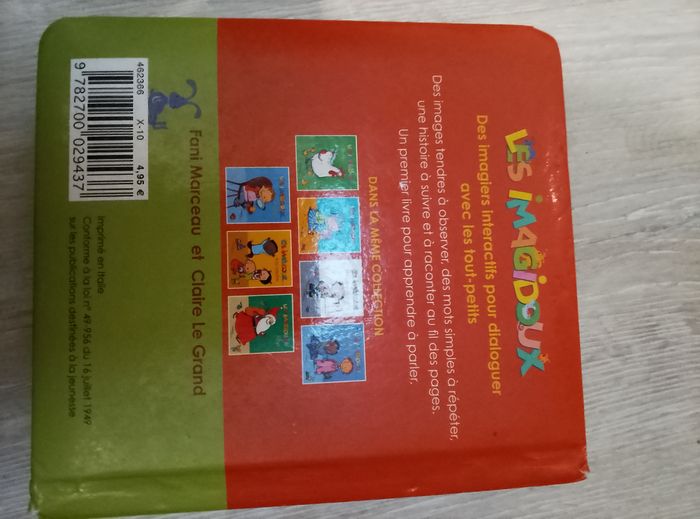 LES IMAGIDOUX
Des imagiers interactifs pour dialoguer
avec les tout-petits
Des images tendres à observer, des mots simples à répéter,
une histoire à suivre et à raconter au fil des pages.
Un premier livre pour apprendre à parler.
DANS LA MÊME COLLECTION
Fani Marceau et Claire Le Grand
462366 X-10 4,95 €
9 782700 029437
Imprimé en Italie
Conforme à la loi n° 49-956 du 16 juillet 1949
sur les publications destinées à la jeunesse